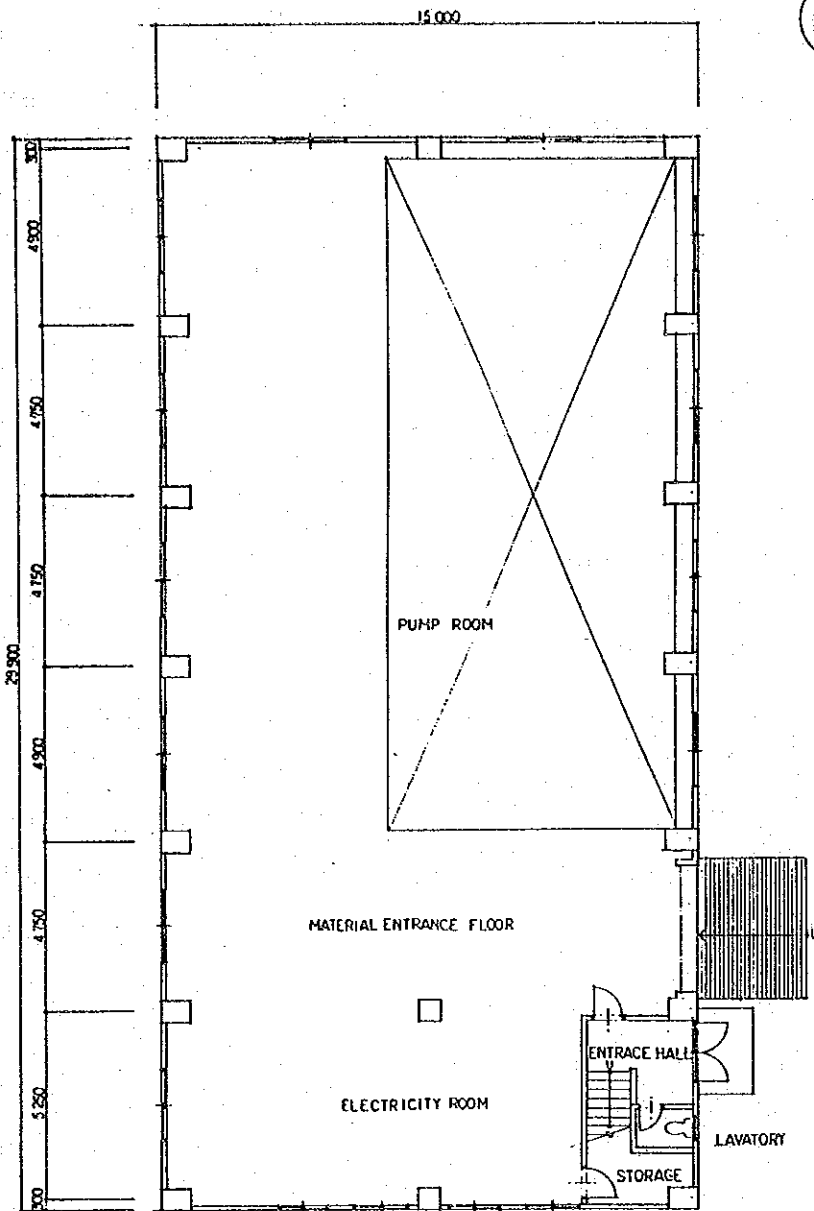 15 000
300
4 900
4 750
4 750
29 900
4 900
4 750
5 250
300
PUMP ROOM
MATERIAL ENTRANCE FLOOR
ENTRACE HALL
ELECTRICITY ROOM
LAVATORY
STORAGE